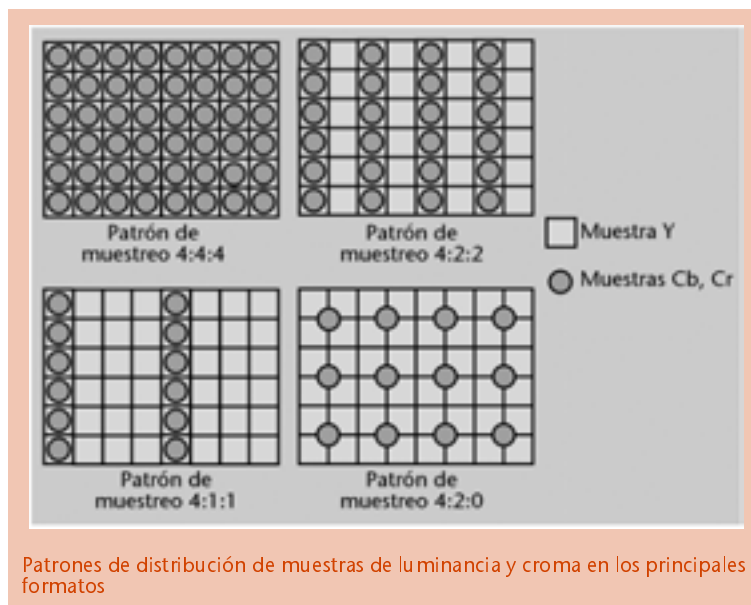 Patrón de
muestreo 4:4:4
Patrón de
muestreo 4:2:2
Muestra Y
Muestras Cb, Cr
Patrón de
muestreo 4:1:1
Patrón de
muestreo 4:2:0
Patrones de distribución de muestras de luminancia y croma en los principales
formatos